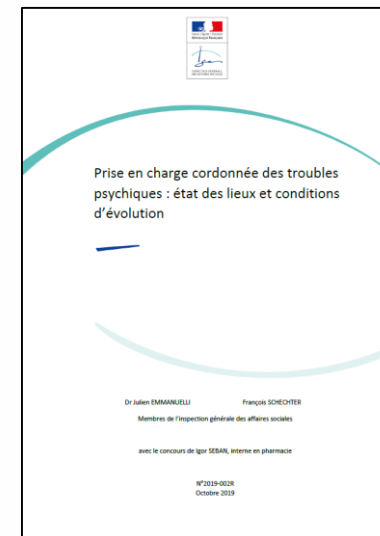 Prise en charge cordonnée des troubles
psychiques : état des lieux et conditions
d'évolution
Dr Julien EMMANUELLI François SCHECHTER
Membres de l'inspection générale des affaires sociales
avec le concours de Igor SEBAN, interne en pharmacie
N°2019-002R
Octobre 2019